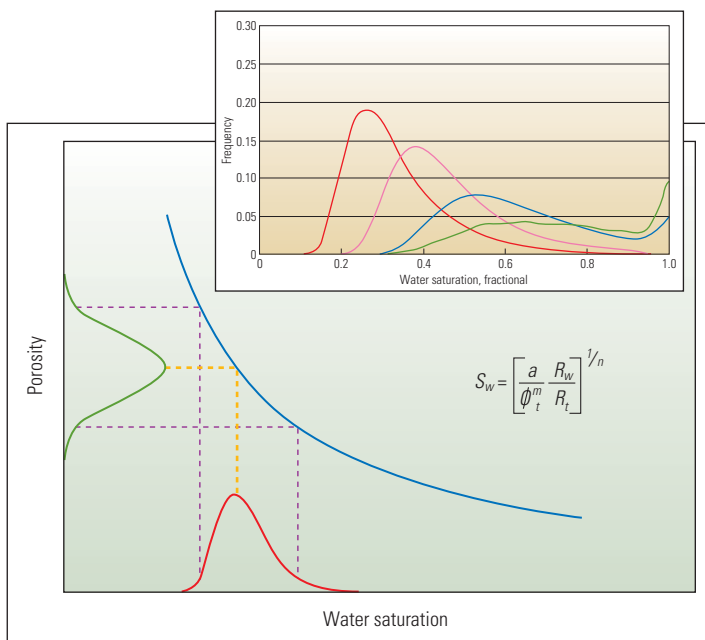 0.30
0.25
0.20
0.15
0.10
0.05
0
Frequency
0 0.2 0.4 0.6 0.8 1.0
Water saturation, fractional
Porosity
S_w = [ a/ϕ_t^m R_w/R_t ]^1/n
Water saturation